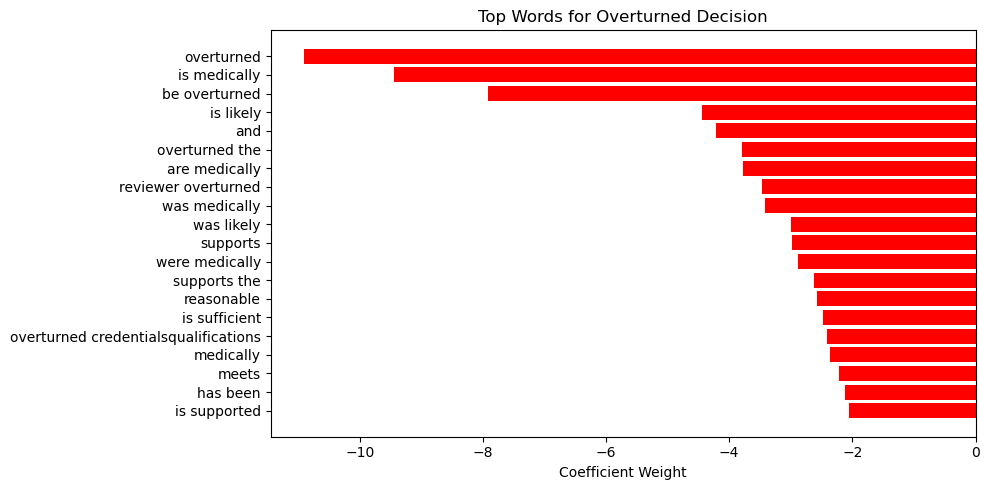 Top Words for Overturned Decision
overturned
is medically
be overturned
is likely
and
overturned the
are medically
reviewer overturned
was medically
was likely
supports
were medically
supports the
reasonable
is sufficient
overturned credentialsqualifications
medically
meets
has been
is supported
−10 −8 −6 −4 −2 0
Coefficient Weight